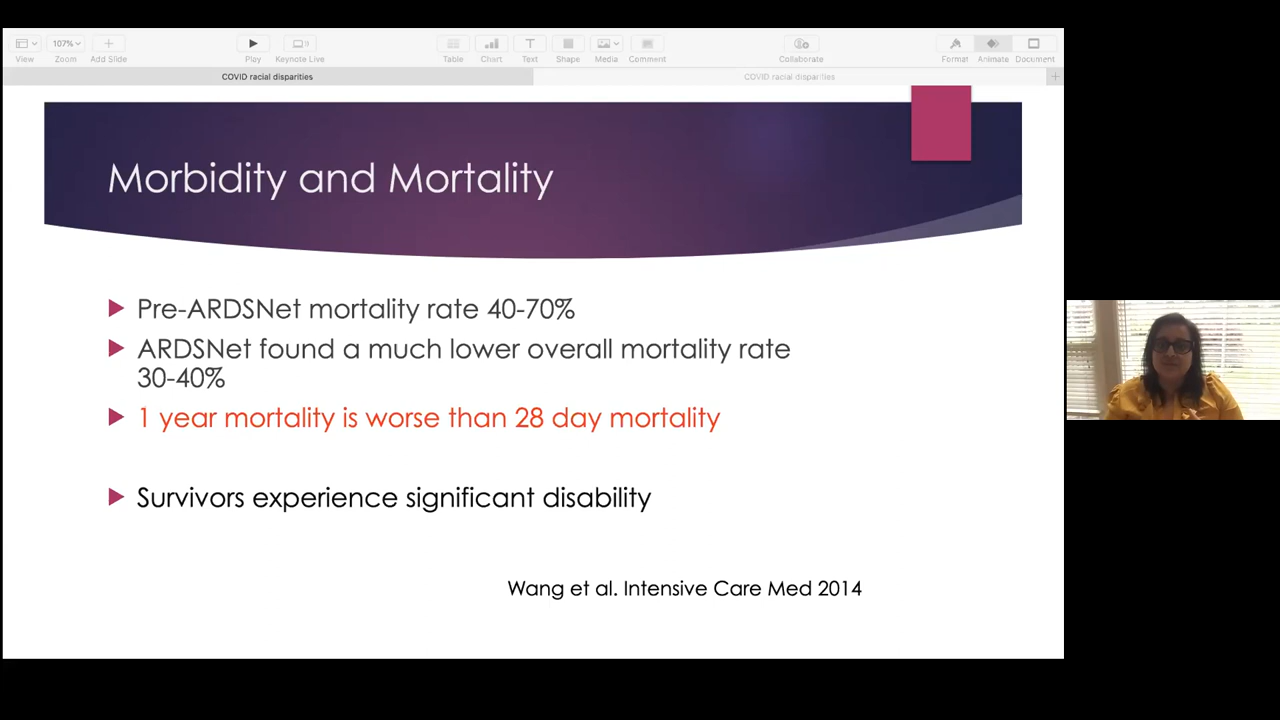 107%
View
Zoom
Add Slide
Play
Keynote Live
Table
Chart
Text
Shape
Media
Comment
Collaborate
Format
Animate
Document
COVID racial disparities
COVID racial disparities
Morbidity and Mortality
Pre-ARDSNet mortality rate 40-70%
ARDSNet found a much lower overall mortality rate
30-40%
1 year mortality is worse than 28 day mortality
Survivors experience significant disability
Wang et al. Intensive Care Med 2014